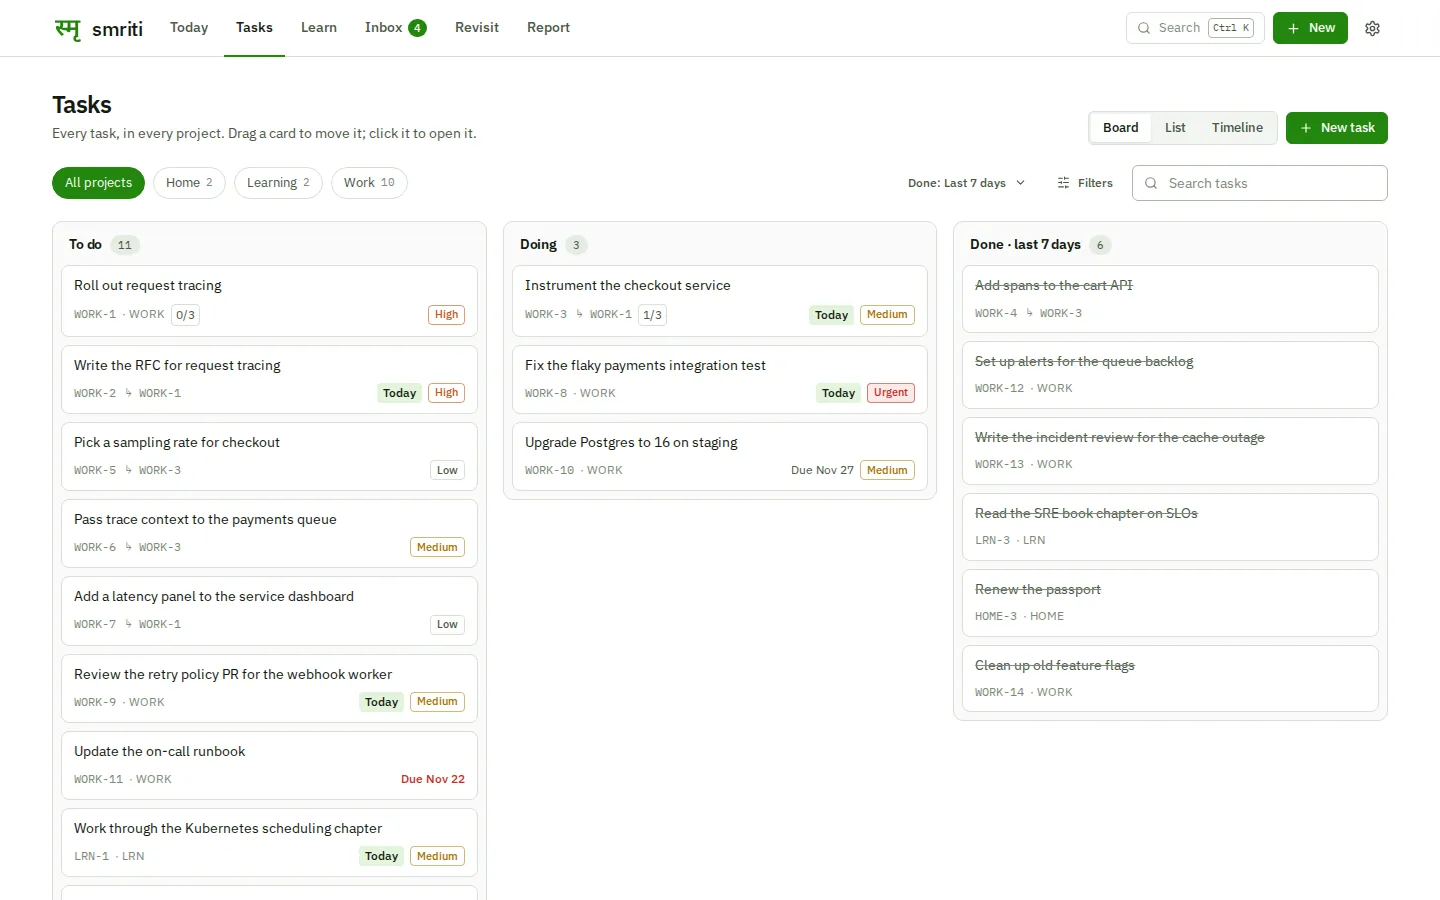 स्मृ smriti Today Tasks Learn Inbox 4 Revisit Report Search Ctrl K + New
Tasks
Every task, in every project. Drag a card to move it; click it to open it.
Board List Timeline + New task
All projects Home 2 Learning 2 Work 10 Done: Last 7 days Filters Search tasks
To do 11
Roll out request tracing
WORK-1 · WORK 0/3 High
Write the RFC for request tracing
WORK-2 ↳ WORK-1 Today High
Pick a sampling rate for checkout
WORK-5 ↳ WORK-3 Low
Pass trace context to the payments queue
WORK-6 ↳ WORK-3 Medium
Add a latency panel to the service dashboard
WORK-7 ↳ WORK-1 Low
Review the retry policy PR for the webhook worker
WORK-9 · WORK Today Medium
Update the on-call runbook
WORK-11 · WORK Due Nov 22
Work through the Kubernetes scheduling chapter
LRN-1 · LRN Today Medium
Doing 3
Instrument the checkout service
WORK-3 ↳ WORK-1 1/3 Today Medium
Fix the flaky payments integration test
WORK-8 · WORK Today Urgent
Upgrade Postgres to 16 on staging
WORK-10 · WORK Due Nov 27 Medium
Done · last 7 days 6
Add spans to the cart API
WORK-4 ↳ WORK-3
Set up alerts for the queue backlog
WORK-12 · WORK
Write the incident review for the cache outage
WORK-13 · WORK
Read the SRE book chapter on SLOs
LRN-3 · LRN
Renew the passport
HOME-3 · HOME
Clean up old feature flags
WORK-14 · WORK